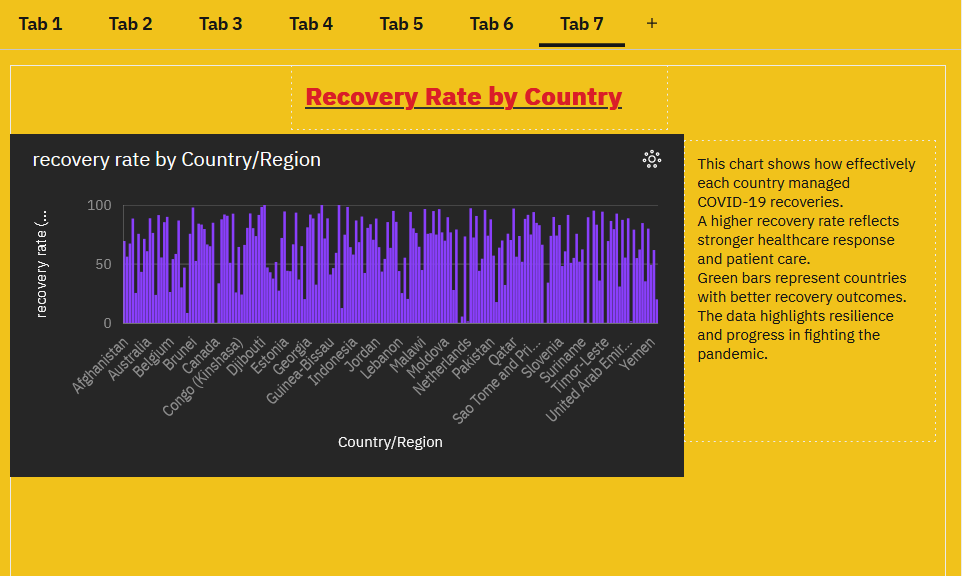 Tab 1 Tab 2 Tab 3 Tab 4 Tab 5 Tab 6 Tab 7 +
Recovery Rate by Country
recovery rate by Country/Region
recovery rate (...
100
50
0
Afghanistan
Australia
Belgium
Brunei
Canada
Congo (Kinshasa)
Djibouti
Estonia
Georgia
Guinea-Bissau
Indonesia
Jordan
Lebanon
Malawi
Moldova
Netherlands
Pakistan
Qatar
Sao Tome and Pri...
Slovenia
Suriname
Timor-Leste
United Arab Emir...
Yemen
Country/Region
This chart shows how effectively
each country managed
COVID-19 recoveries.
A higher recovery rate reflects
stronger healthcare response
and patient care.
Green bars represent countries
with better recovery outcomes.
The data highlights resilience
and progress in fighting the
pandemic.